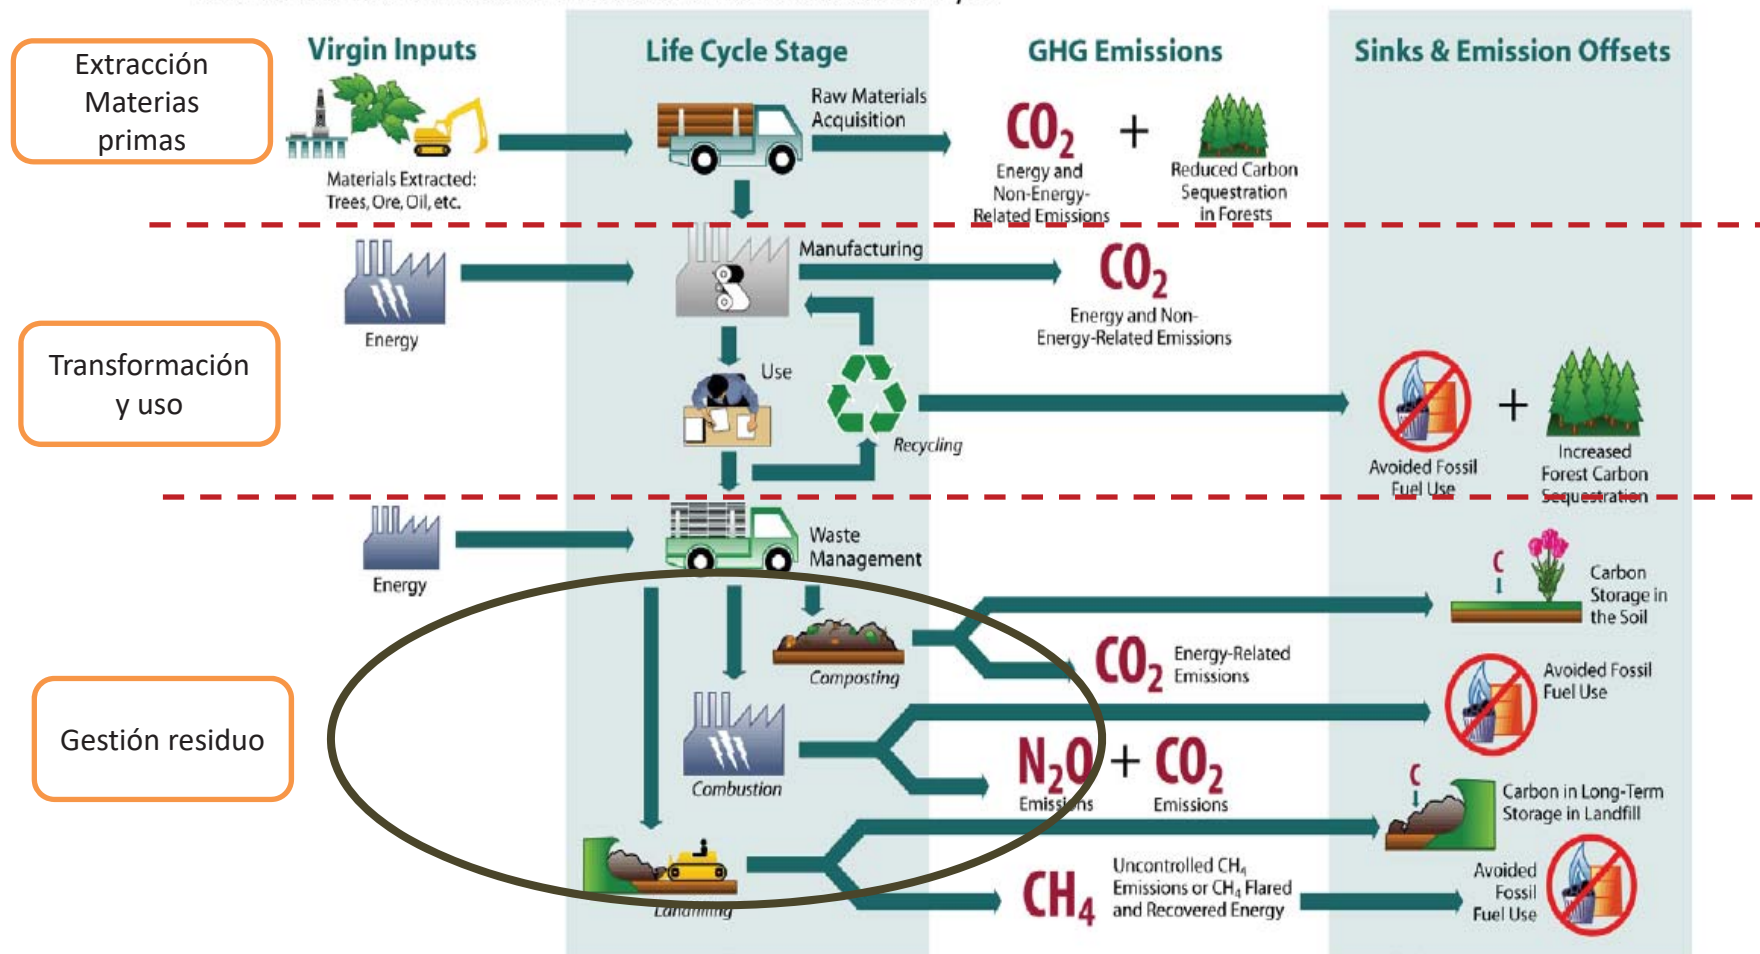 Virgin Inputs
Life Cycle Stage
GHG Emissions
Sinks & Emission Offsets
Extracción
Materias
primas
Materials Extracted:
Trees, Ore, Oil, etc.
Raw Materials
Acquisition
CO2
+
Energy and
Non-Energy-
Related Emissions
Reduced Carbon
Sequestration
in Forests
Transformación
y uso
Energy
Manufacturing
CO2
Energy and Non-
Energy-Related Emissions
Use
Recycling
+
Avoided Fossil
Fuel Use
Increased
Forest Carbon
Sequestration
Gestión residuo
Energy
Waste
Management
Composting
CO2
Energy-Related
Emissions
C
Carbon
Storage in
the Soil
Combustion
N2O + CO2
Emissions
Emissions
Avoided Fossil
Fuel Use
Landfilling
C
Carbon in Long-Term
Storage in Landfill
CH4
Uncontrolled CH4
Emissions or CH4 Flared
and Recovered Energy
Avoided
Fossil
Fuel Use